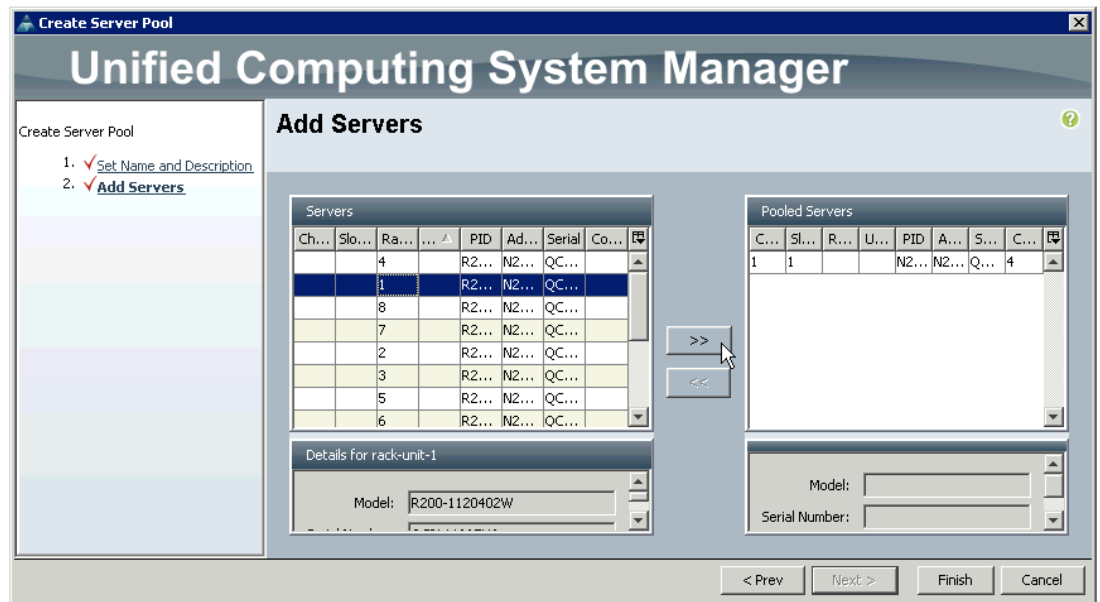 Create Server Pool
Unified Computing System Manager
Create Server Pool
1. Set Name and Description
2. Add Servers
Add Servers
?
Servers
Ch... Slo... Ra... ... PID Ad... Serial Co...
4 R2... N2... QC...
1 R2... N2... QC...
8 R2... N2... QC...
7 R2... N2... QC...
2 R2... N2... QC...
3 R2... N2... QC...
5 R2... N2... QC...
6 R2... N2... QC...
Details for rack-unit-1
Model: R200-1120402W
>>
<<
Pooled Servers
C... Sl... R... U... PID A... S... C...
1 1 N2... N2... Q... 4
Model:
Serial Number:
< Prev Next > Finish Cancel